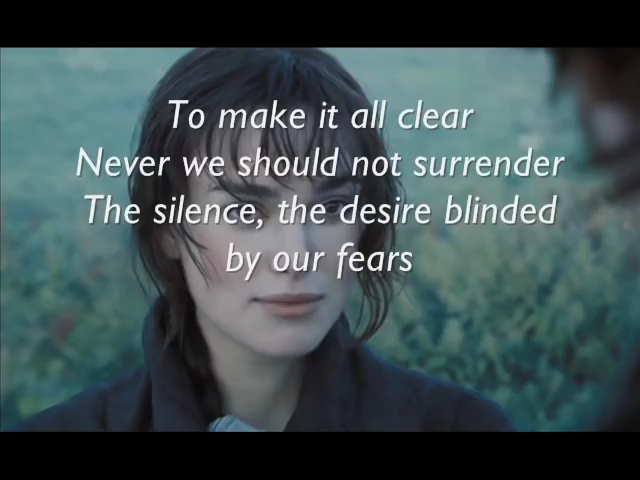 To make it all clear
Never we should not surrender
The silence, the desire blinded
by our fears